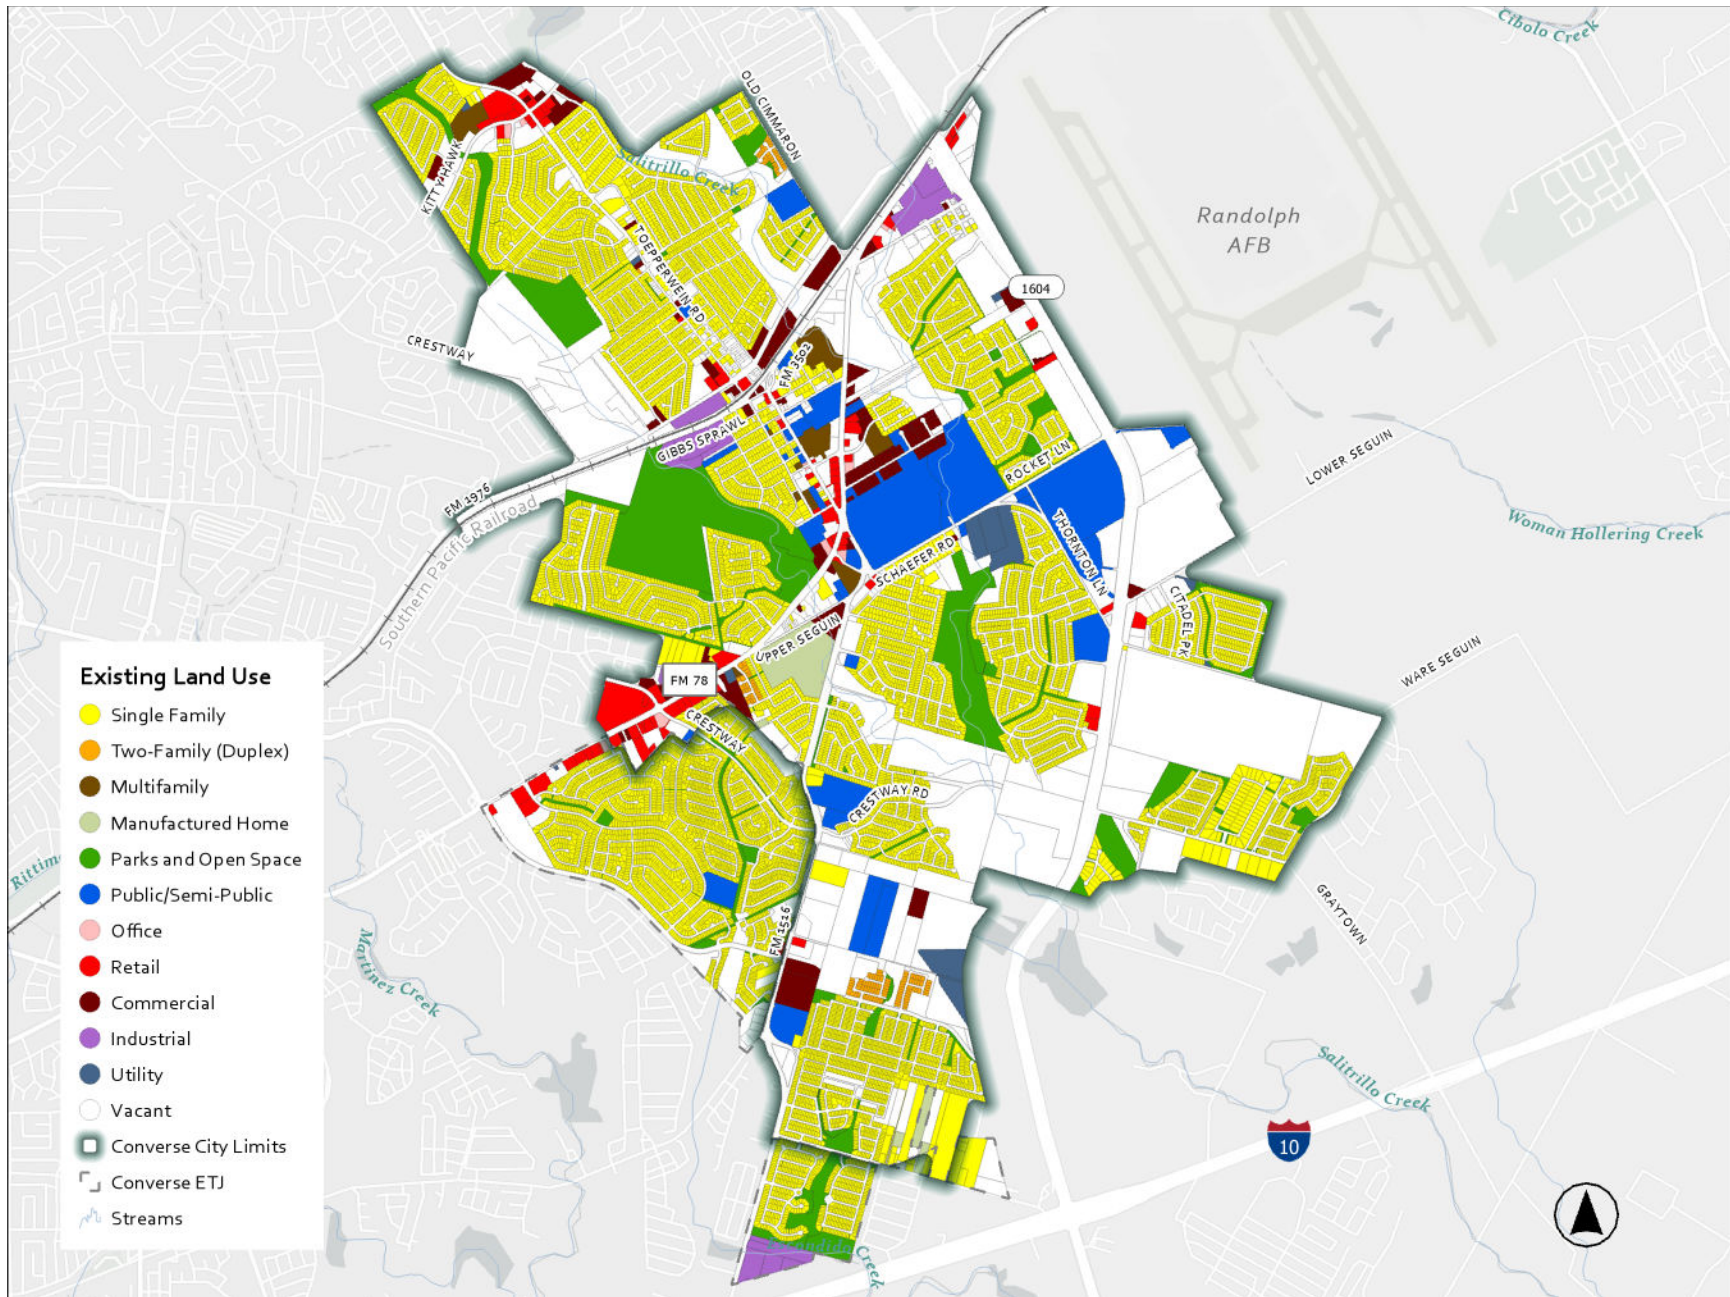 Cibolo Creek
OLD CIMMARON
Salitrillo Creek
KITTY HAWK
Randolph
AFB
TOEPPERWEIN RD
1604
CRESTWAY
FM 3502
GIBBS SPRAWL
ROCKET LN
LOWER SEGUIN
FM 1976
Southern Pacific Railroad
Woman Hollering Creek
THORNTON LN
SCHAEFER RD
CITADEL PK
UPPER SEGUIN
WARE SEGUIN
FM 78
CRESTWAY
Existing Land Use
Single Family
Two-Family (Duplex)
Multifamily
Manufactured Home
Parks and Open Space
Public/Semi-Public
Office
Retail
Commercial
Industrial
Utility
Vacant
Converse City Limits
Converse ETJ
Streams
CRESTWAY RD
GRAYTOWN
FM 1516
Martinez Creek
Salitrillo Creek
10
Creek